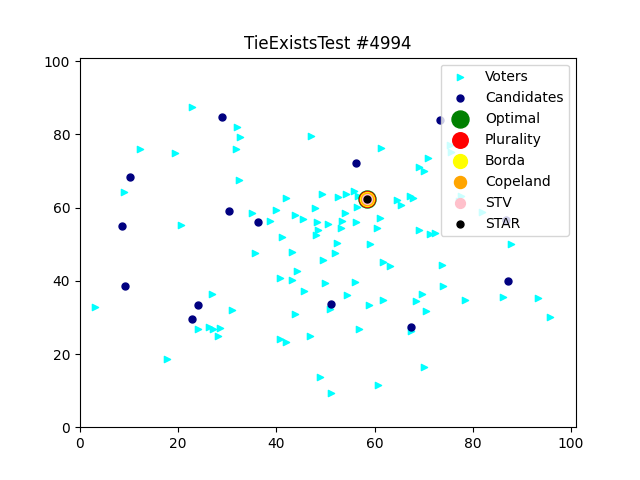 TieExistsTest #4994
Voters
Candidates
Optimal
Plurality
Borda
Copeland
STV
STAR
100
80
60
40
20
0
0 20 40 60 80 100